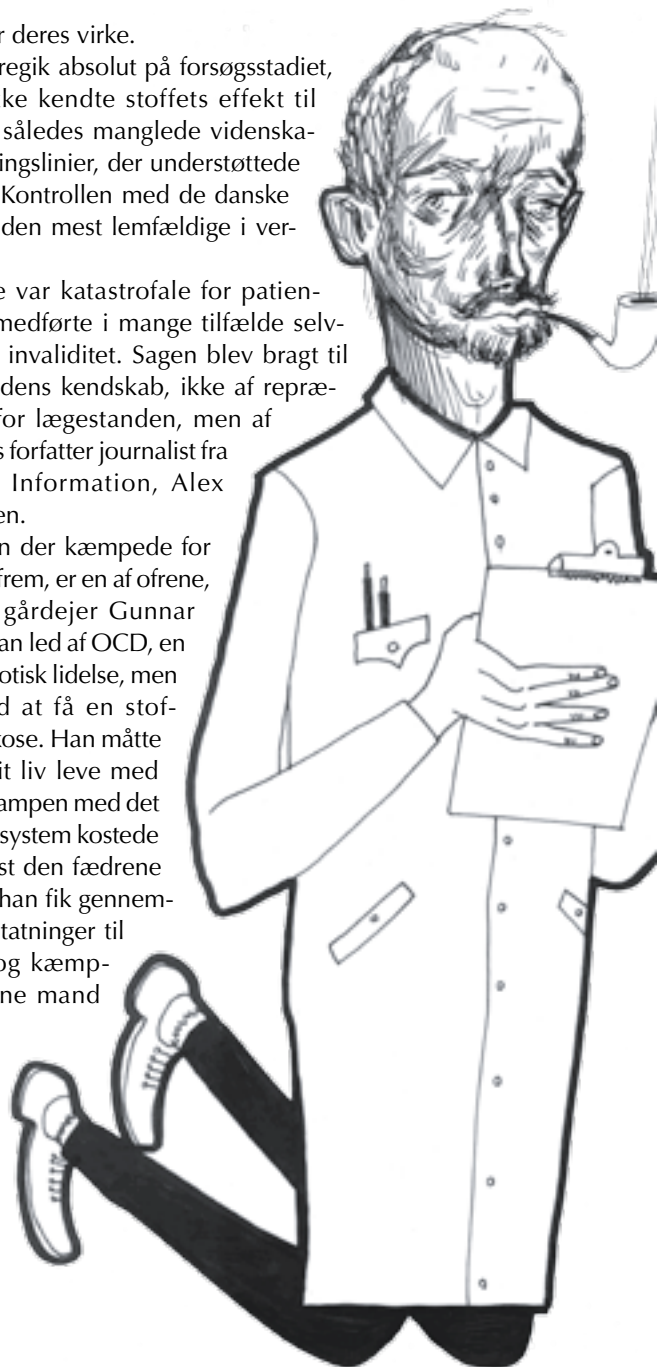 r deres virke.
regik absolut på forsøgsstadiet,
ke kendte stoffets effekt til
således manglede videnska-
ingslinier, der understøttede
Kontrollen med de danske
den mest lemfældige i ver-
e var katastrofale for patien-
medførte i mange tilfælde selv-
invaliditet. Sagen blev bragt til
dens kendskab, ikke af repræ-
for lægestanden, men af
s forfatter journalist fra
Information, Alex
en.
n der kæmpede for
frem, er en af ofrene,
gårdejer Gunnar
an led af OCD, en
otisk lidelse, men
d at få en stof-
kose. Han måtte
it liv leve med
ampen med det
system kostede
st den fædrene
han fik gennem-
tatninger til
og kæmp-
ne mand